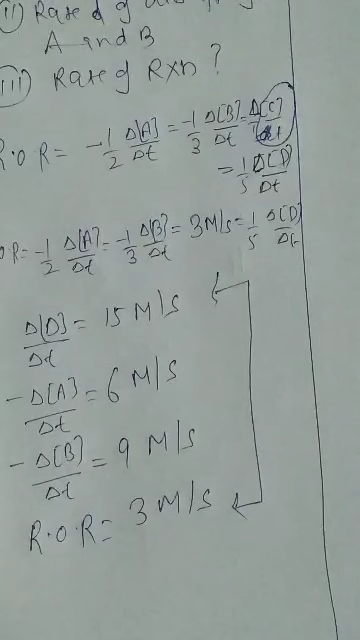 (ii) Rate of
A and B
(iii) Rate of Rxn ?
R.O.R = -1/2 Δ[A]/Δt = -1/3 Δ[B]/Δt = Δ[C]/Δt
= 1/5 Δ[D]/Δt
OR = -1/2 Δ[A]/Δt = -1/3 Δ[B]/Δt = 3 M/s = 1/5 Δ[D]/Δt
Δ[D]/Δt = 15 M/s
-Δ[A]/Δt = 6 M/s
-Δ[B]/Δt = 9 M/s
R.O.R = 3 M/s